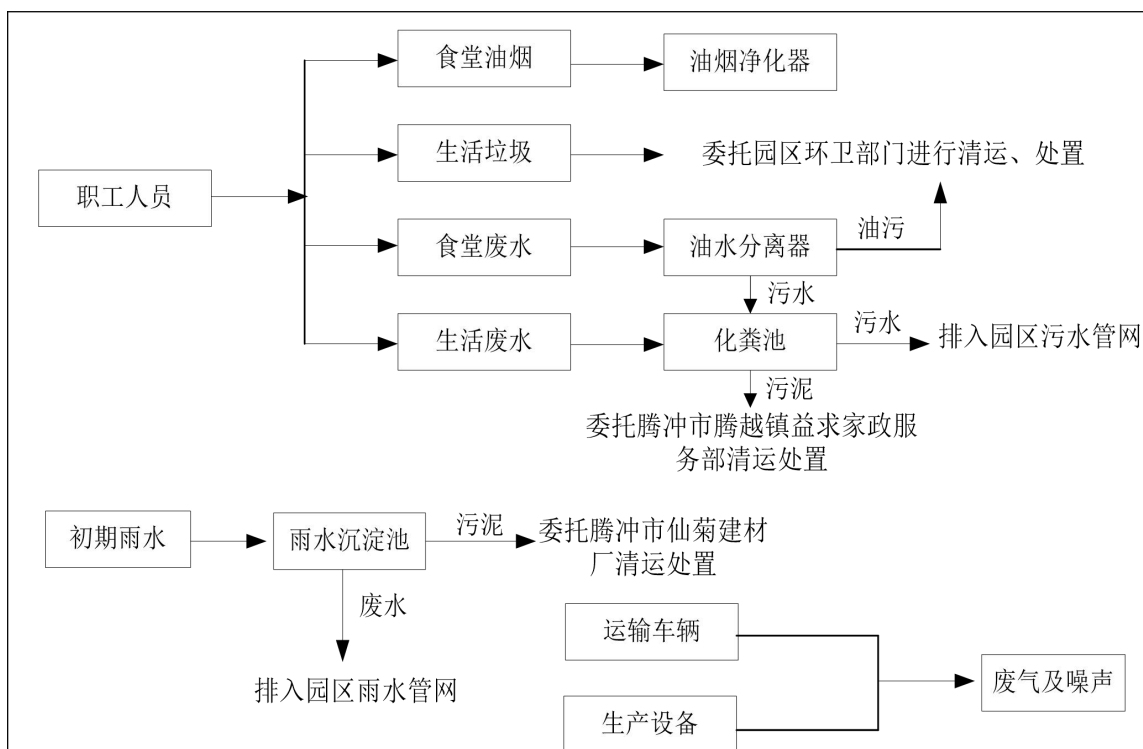 食堂油烟
油烟净化器
生活垃圾
委托园区环卫部门进行清运、处置
职工人员
食堂废水
油水分离器
油污
污水
生活废水
化粪池
污水
排入园区污水管网
污泥
委托腾冲市腾越镇益求家政服
务部清运处置
初期雨水
雨水沉淀池
污泥
委托腾冲市仙菊建材
厂清运处置
废水
排入园区雨水管网
运输车辆
废气及噪声
生产设备